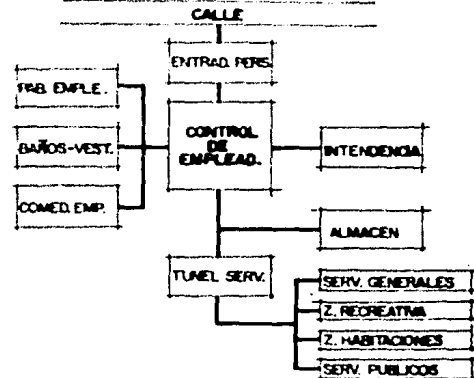 CALLE
ENTRAD. PERS.
PAB. EMPLE.
CONTROL
DE
EMPLEAD.
BAÑOS-VEST.
INTENDENCIA
COMED. EMP.
ALMACEN
TUNEL SERV.
SERV. GENERALES
Z. RECREATIVA
Z. HABITACIONES
SERV. PUBLICOS